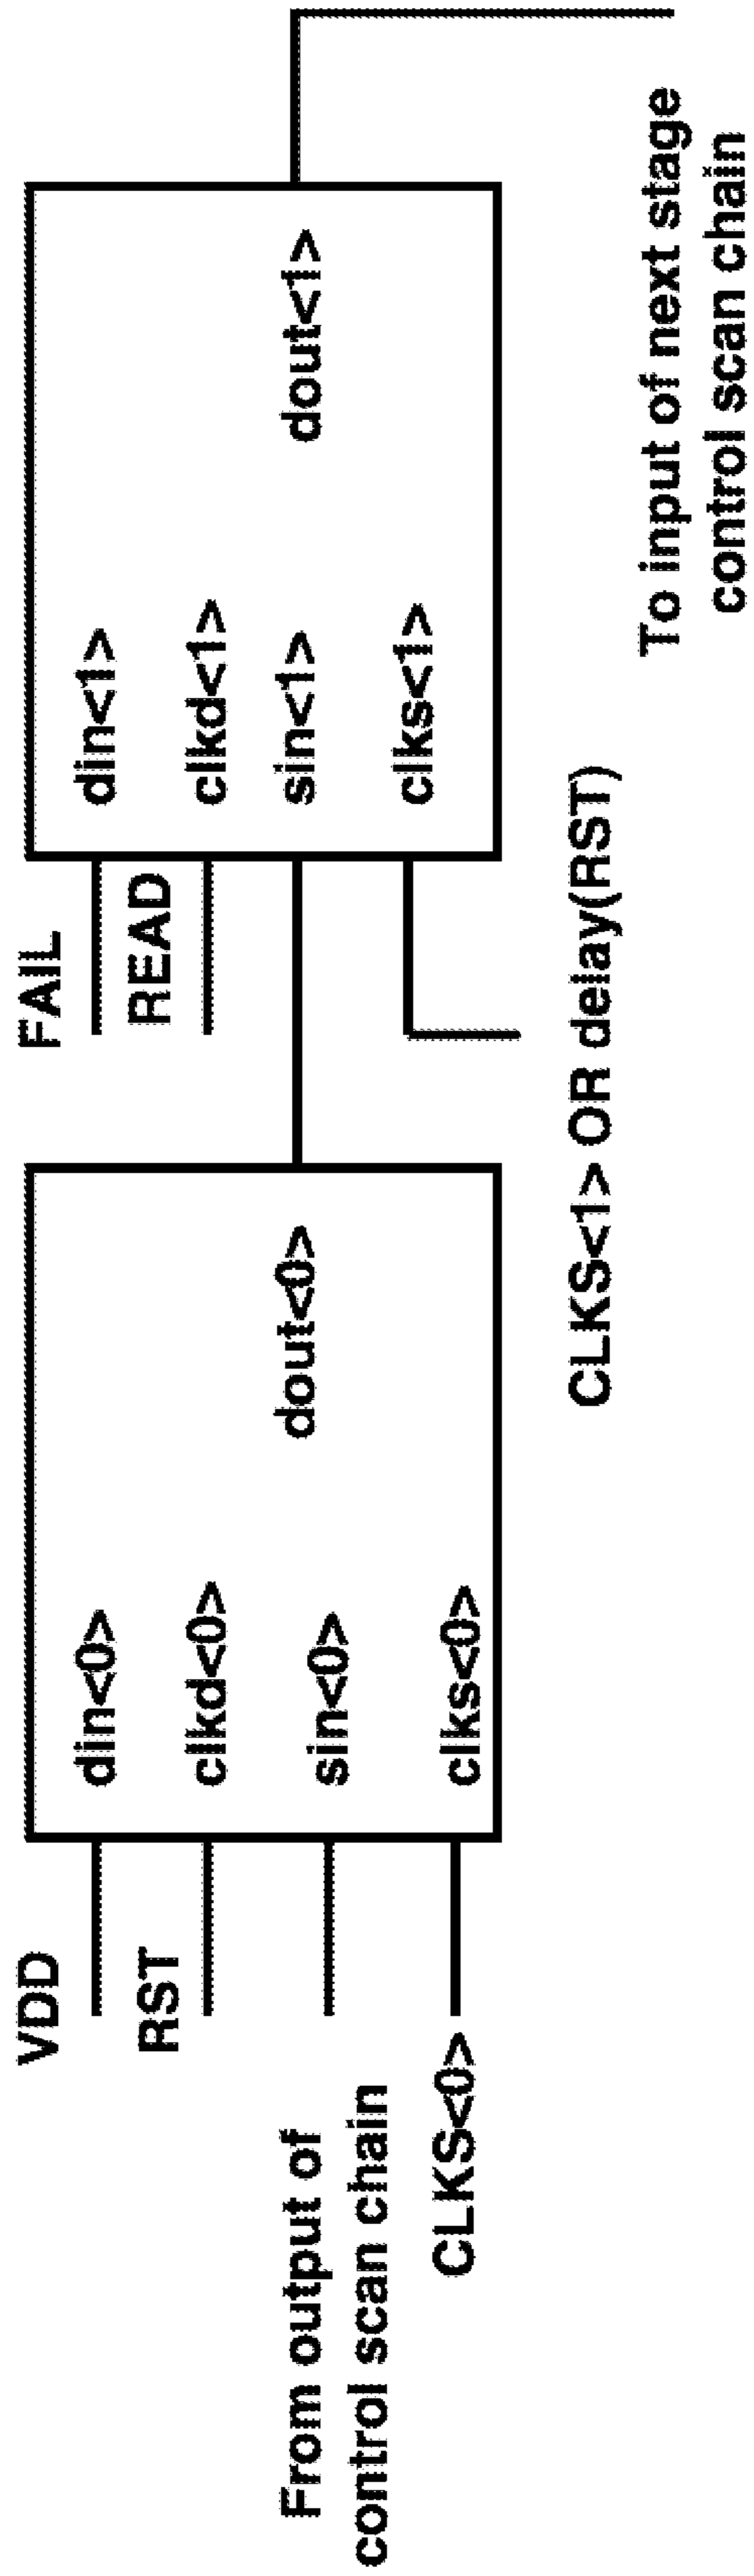 VDD
RST
From output of
control scan chain
CLKS<0>
din<0>
clkd<0>
sin<0>
clks<0>
dout<0>
FAIL
READ
CLKS<1> OR delay(RST)
din<1>
clkd<1>
sin<1>
clks<1>
dout<1>
To input of next stage
control scan chain